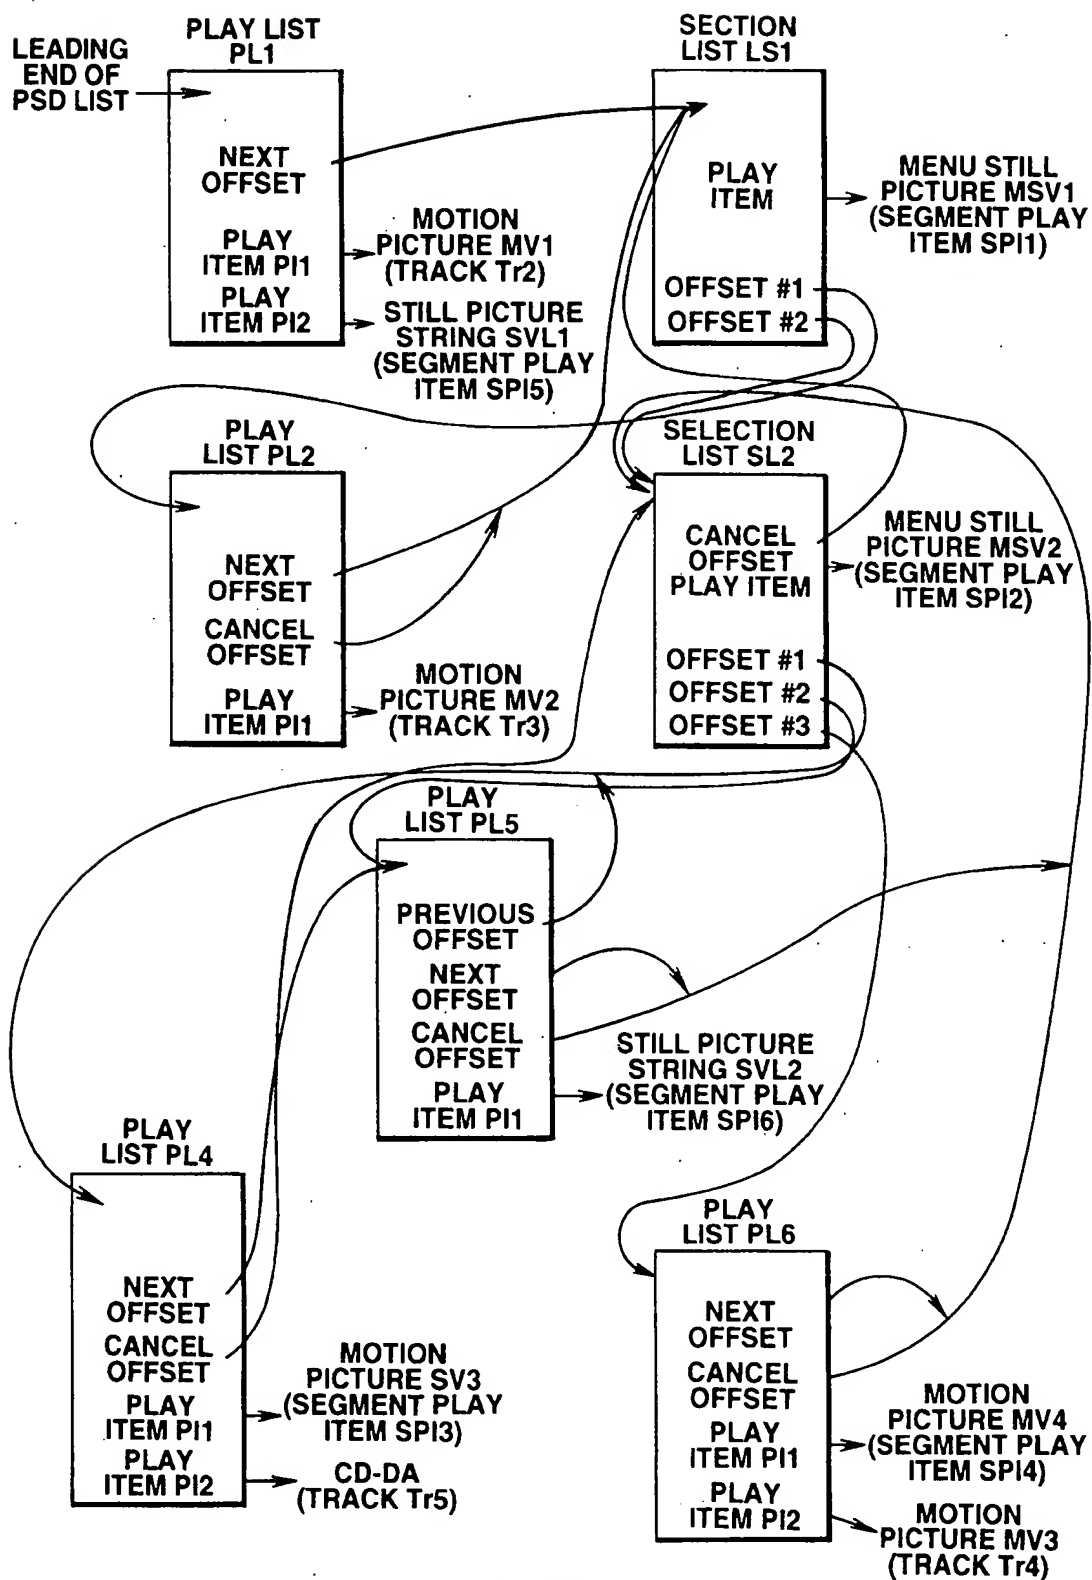 LEADING
END OF
PSD LIST
PLAY LIST
PL1
NEXT
OFFSET
PLAY
ITEM PI1
PLAY
ITEM PI2
MOTION
PICTURE MV1
(TRACK Tr2)
STILL PICTURE
STRING SVL1
(SEGMENT PLAY
ITEM SPI5)
SECTION
LIST LS1
PLAY
ITEM
OFFSET #1
OFFSET #2
MENU STILL
PICTURE MSV1
(SEGMENT PLAY
ITEM SPI1)
PLAY
LIST PL2
NEXT
OFFSET
CANCEL
OFFSET
PLAY
ITEM PI1
MOTION
PICTURE MV2
(TRACK Tr3)
SELECTION
LIST SL2
CANCEL
OFFSET
PLAY ITEM
OFFSET #1
OFFSET #2
OFFSET #3
MENU STILL
PICTURE MSV2
(SEGMENT PLAY
ITEM SPI2)
PLAY
LIST PL5
PREVIOUS
OFFSET
NEXT
OFFSET
CANCEL
OFFSET
PLAY
ITEM PI1
STILL PICTURE
STRING SVL2
(SEGMENT PLAY
ITEM SPI6)
PLAY
LIST PL4
NEXT
OFFSET
CANCEL
OFFSET
PLAY
ITEM PI1
PLAY
ITEM PI2
MOTION
PICTURE SV3
(SEGMENT PLAY
ITEM SPI3)
CD-DA
(TRACK Tr5)
PLAY
LIST PL6
NEXT
OFFSET
CANCEL
OFFSET
PLAY
ITEM PI1
PLAY
ITEM PI2
MOTION
PICTURE MV4
(SEGMENT PLAY
ITEM SPI4)
MOTION
PICTURE MV3
(TRACK Tr4)